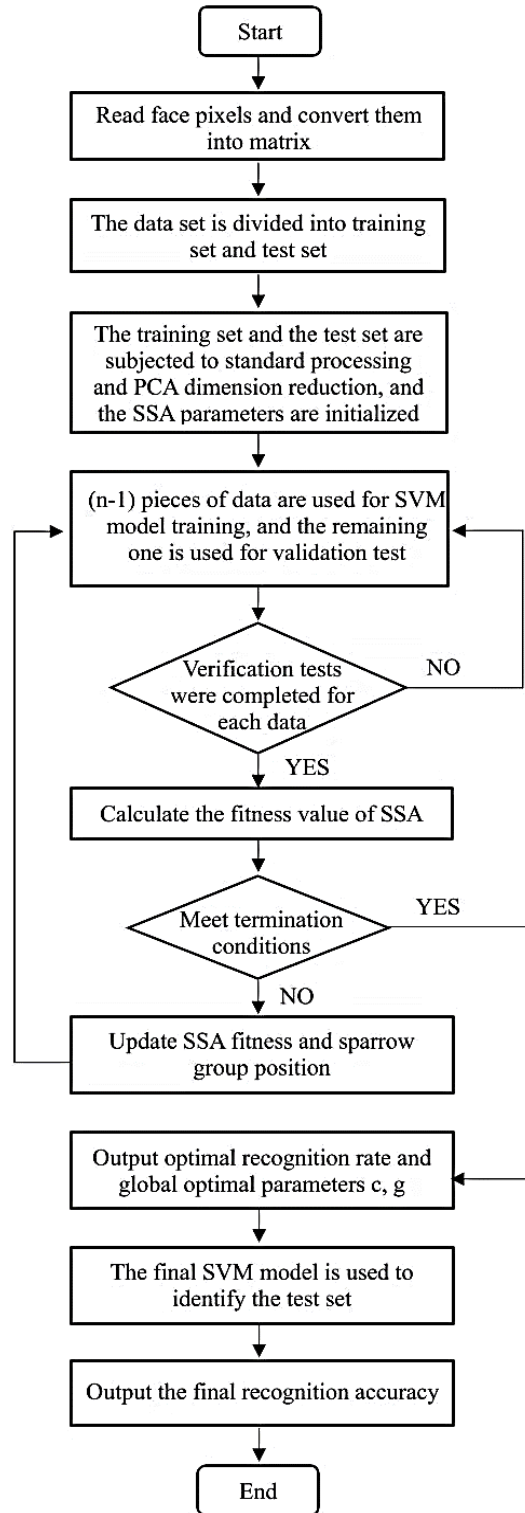 Start
Read face pixels and convert them
into matrix
The data set is divided into training
set and test set
The training set and the test set are
subjected to standard processing
and PCA dimension reduction, and
the SSA parameters are initialized
(n-1) pieces of data are used for SVM
model training, and the remaining
one is used for validation test
Verification tests
were completed for
each data
NO
YES
Calculate the fitness value of SSA
Meet termination
conditions
YES
NO
Update SSA fitness and sparrow
group position
Output optimal recognition rate and
global optimal parameters c, g
The final SVM model is used to
identify the test set
Output the final recognition accuracy
End